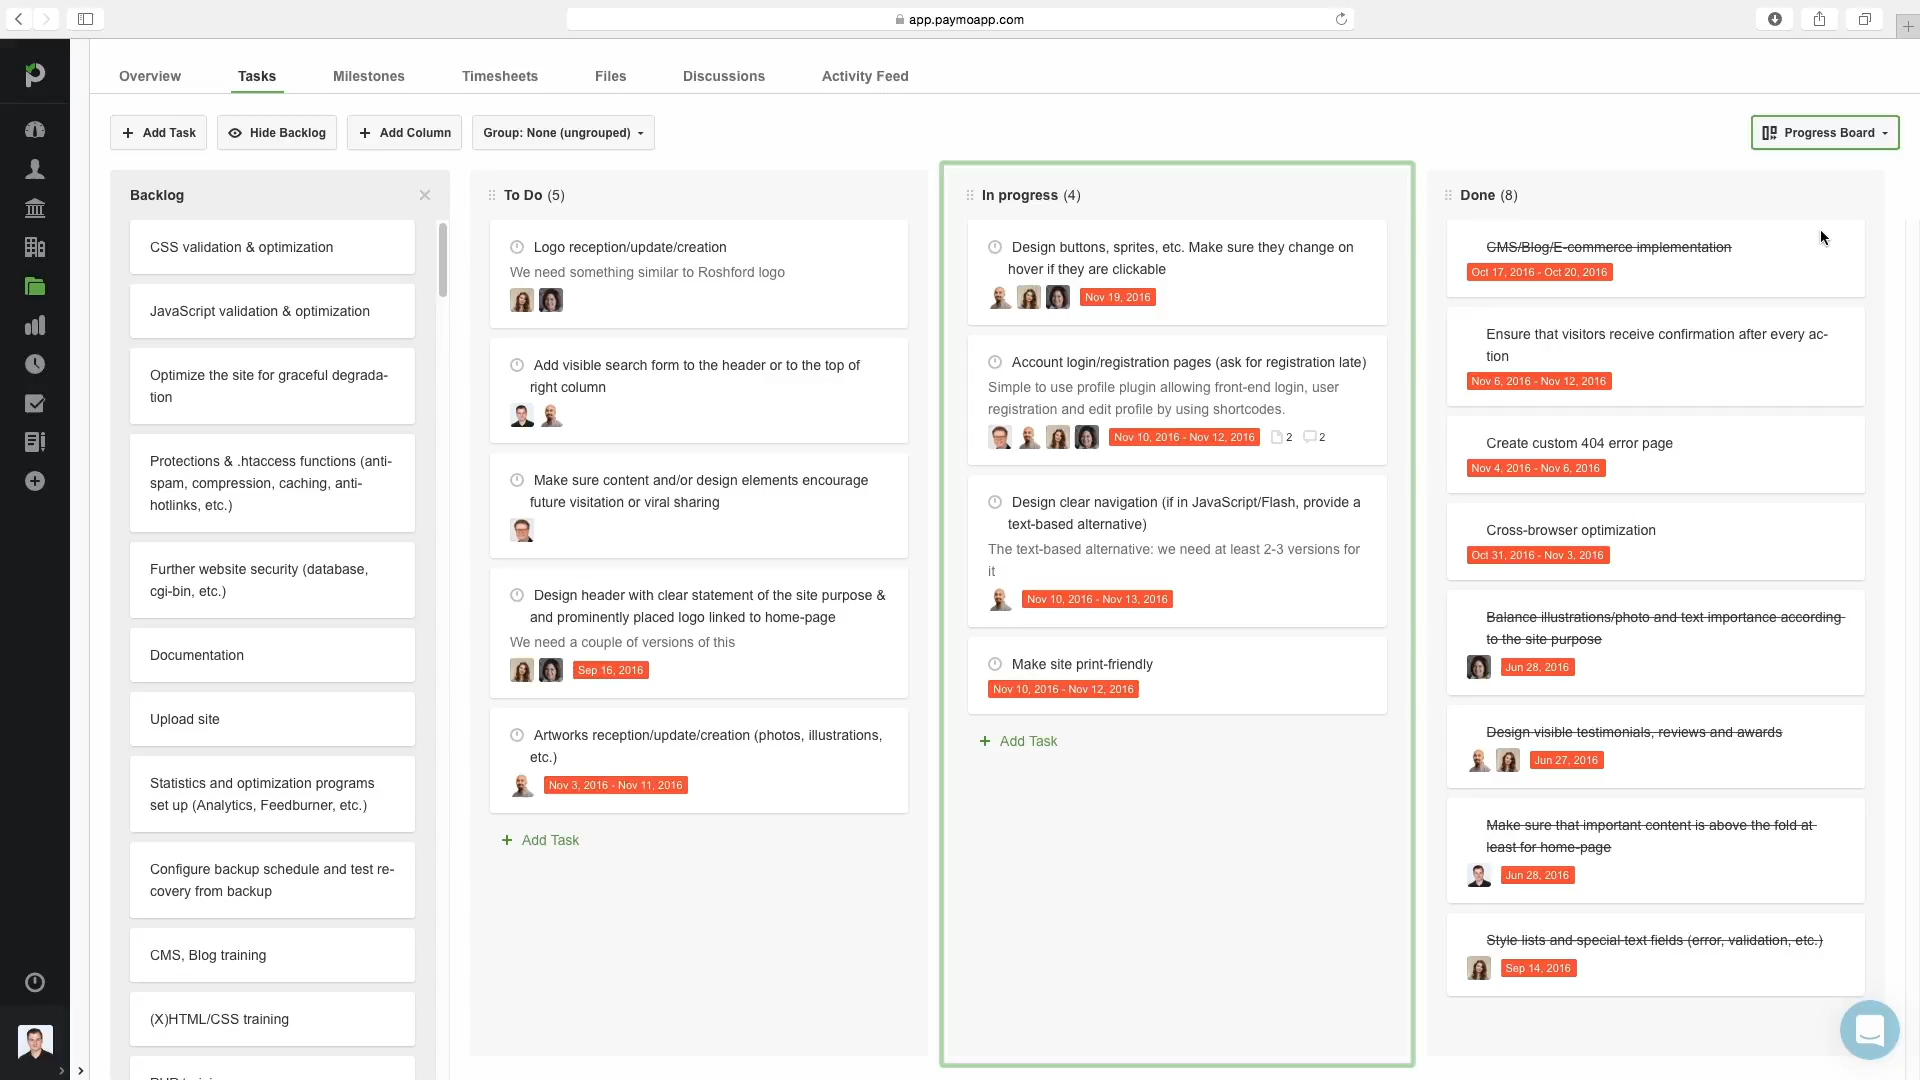 app.paymoapp.com
Overview
Tasks
Milestones
Timesheets
Files
Discussions
Activity Feed
Add Task
Hide Backlog
Add Column
Group: None (ungrouped)
Progress Board
Backlog
CSS validation & optimization
JavaScript validation & optimization
Optimize the site for graceful degrada-
tion
Protections & .htaccess functions (anti-
spam, compression, caching, anti-
hotlinks, etc.)
Further website security (database,
cgi-bin, etc.)
Documentation
Upload site
Statistics and optimization programs
set up (Analytics, Feedburner, etc.)
Configure backup schedule and test re-
covery from backup
CMS, Blog training
(X)HTML/CSS training
To Do (5)
Logo reception/update/creation
We need something similar to Roshford logo
Add visible search form to the header or to the top of
right column
Make sure content and/or design elements encourage
future visitation or viral sharing
Design header with clear statement of the site purpose &
and prominently placed logo linked to home-page
We need a couple of versions of this
Sep 16, 2016
Artworks reception/update/creation (photos, illustrations,
etc.)
Nov 3, 2016 - Nov 11, 2016
Add Task
In progress (4)
Design buttons, sprites, etc. Make sure they change on
hover if they are clickable
Nov 19, 2016
Account login/registration pages (ask for registration late)
Simple to use profile plugin allowing front-end login, user
registration and edit profile by using shortcodes.
Nov 10, 2016 - Nov 12, 2016 2 2
Design clear navigation (if in JavaScript/Flash, provide a
text-based alternative)
The text-based alternative: we need at least 2-3 versions for
it
Nov 10, 2016 - Nov 13, 2016
Make site print-friendly
Nov 10, 2016 - Nov 12, 2016
Add Task
Done (8)
CMS/Blog/E-commerce implementation
Oct 17, 2016 - Oct 20, 2016
Ensure that visitors receive confirmation after every ac-
tion
Nov 6, 2016 - Nov 12, 2016
Create custom 404 error page
Nov 4, 2016 - Nov 6, 2016
Cross-browser optimization
Oct 31, 2016 - Nov 3, 2016
Balance illustrations/photo and text importance according
to the site purpose
Jun 28, 2016
Design visible testimonials, reviews and awards
Jun 27, 2016
Make sure that important content is above the fold at
least for home-page
Jun 28, 2016
Style lists and special text fields (error, validation, etc.)
Sep 14, 2016